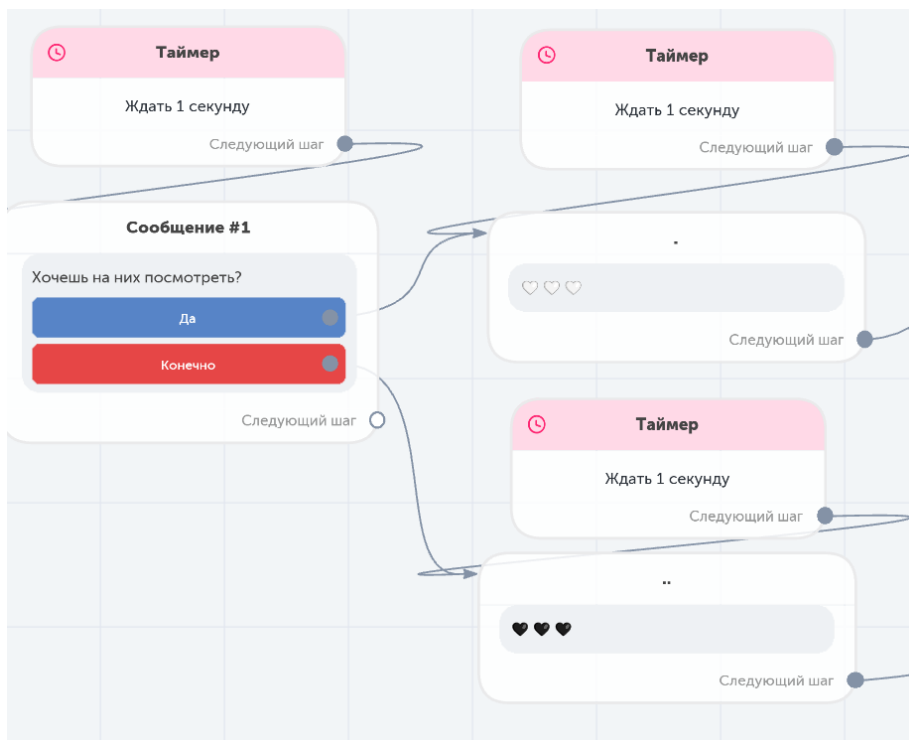 Таймер
Ждать 1 секунду
Следующий шаг
Сообщение #1
Хочешь на них посмотреть?
Да
Конечно
Следующий шаг
Таймер
Ждать 1 секунду
Следующий шаг
.
🤍🤍🤍
Следующий шаг
Таймер
Ждать 1 секунду
Следующий шаг
..
🖤🖤🖤
Следующий шаг